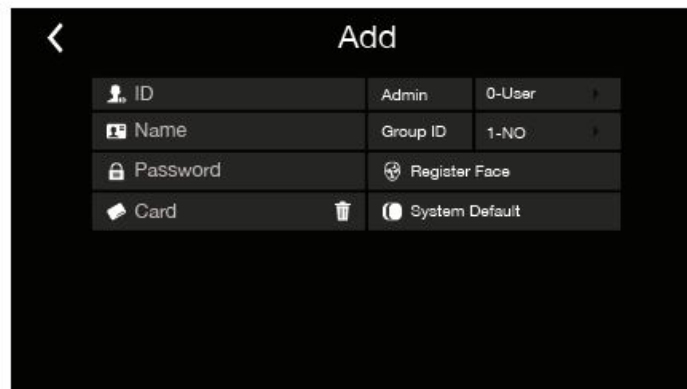 Add
ID
Admin
0-User
Name
Group ID
1-NO
Password
Register Face
Card
System Default